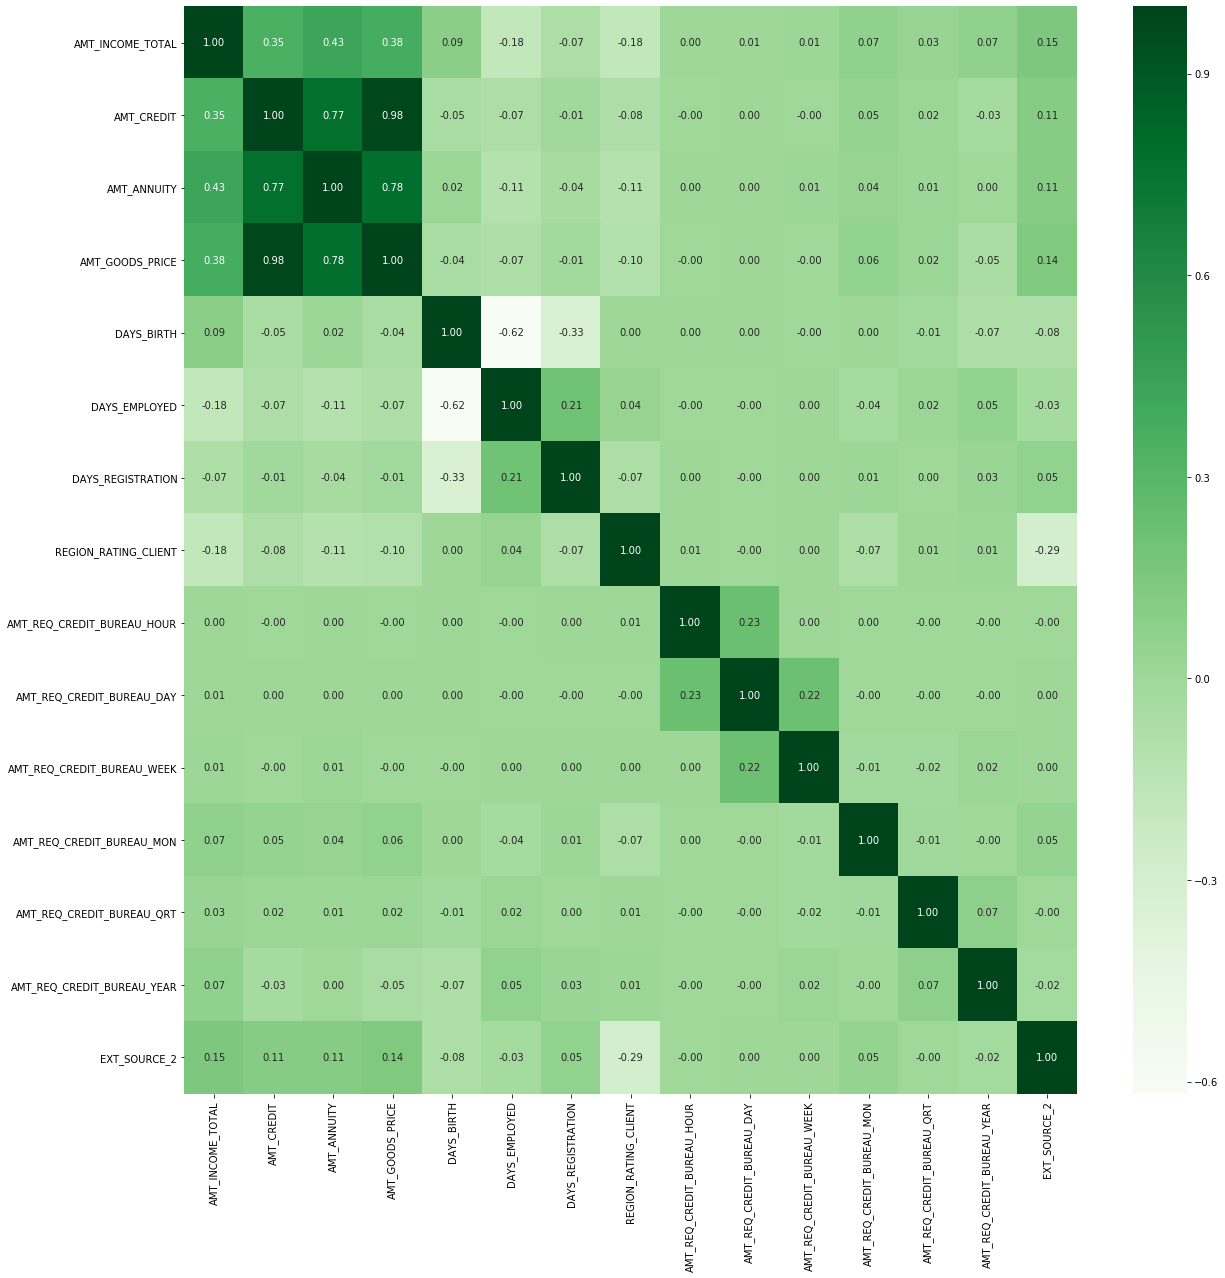 AMT_INCOME_TOTAL 1.00 0.35 0.43 0.38 0.09 -0.18 -0.07 -0.18 0.00 0.01 0.01 0.07 0.03 0.07 0.15
0.9
AMT_CREDIT 0.35 1.00 0.77 0.98 -0.05 -0.07 -0.01 -0.08 -0.00 0.00 -0.00 0.05 0.02 -0.03 0.11
AMT_ANNUITY 0.43 0.77 1.00 0.78 0.02 -0.11 -0.04 -0.11 0.00 0.00 0.01 0.04 0.01 0.00 0.11
AMT_GOODS_PRICE 0.38 0.98 0.78 1.00 -0.04 -0.07 -0.01 -0.10 -0.00 0.00 -0.00 0.06 0.02 -0.05 0.14
0.6
DAYS_BIRTH 0.09 -0.05 0.02 -0.04 1.00 -0.62 -0.33 0.00 0.00 0.00 -0.00 0.00 -0.01 -0.07 -0.08
DAYS_EMPLOYED -0.18 -0.07 -0.11 -0.07 -0.62 1.00 0.21 0.04 -0.00 -0.00 0.00 -0.04 0.02 0.05 -0.03
DAYS_REGISTRATION -0.07 -0.01 -0.04 -0.01 -0.33 0.21 1.00 -0.07 0.00 -0.00 0.00 0.01 0.00 0.03 0.05
0.3
REGION_RATING_CLIENT -0.18 -0.08 -0.11 -0.10 0.00 0.04 -0.07 1.00 0.01 -0.00 0.00 -0.07 0.01 0.01 -0.29
AMT_REQ_CREDIT_BUREAU_HOUR 0.00 -0.00 0.00 -0.00 0.00 -0.00 0.00 0.01 1.00 0.23 0.00 0.00 -0.00 -0.00 -0.00
AMT_REQ_CREDIT_BUREAU_DAY 0.01 0.00 0.00 0.00 0.00 -0.00 -0.00 -0.00 0.23 1.00 0.22 -0.00 -0.00 -0.00 0.00
0.0
AMT_REQ_CREDIT_BUREAU_WEEK 0.01 -0.00 0.01 -0.00 -0.00 0.00 0.00 0.00 0.00 0.22 1.00 -0.01 -0.02 0.02 0.00
AMT_REQ_CREDIT_BUREAU_MON 0.07 0.05 0.04 0.06 0.00 -0.04 0.01 -0.07 0.00 -0.00 -0.01 1.00 -0.01 -0.00 0.05
−0.3
AMT_REQ_CREDIT_BUREAU_QRT 0.03 0.02 0.01 0.02 -0.01 0.02 0.00 0.01 -0.00 -0.00 -0.02 -0.01 1.00 0.07 -0.00
AMT_REQ_CREDIT_BUREAU_YEAR 0.07 -0.03 0.00 -0.05 -0.07 0.05 0.03 0.01 -0.00 -0.00 0.02 -0.00 0.07 1.00 -0.02
EXT_SOURCE_2 0.15 0.11 0.11 0.14 -0.08 -0.03 0.05 -0.29 -0.00 0.00 0.00 0.05 -0.00 -0.02 1.00
−0.6
AMT_INCOME_TOTAL
AMT_CREDIT
AMT_ANNUITY
AMT_GOODS_PRICE
DAYS_BIRTH
DAYS_EMPLOYED
DAYS_REGISTRATION
REGION_RATING_CLIENT
AMT_REQ_CREDIT_BUREAU_HOUR
AMT_REQ_CREDIT_BUREAU_DAY
AMT_REQ_CREDIT_BUREAU_WEEK
AMT_REQ_CREDIT_BUREAU_MON
AMT_REQ_CREDIT_BUREAU_QRT
AMT_REQ_CREDIT_BUREAU_YEAR
EXT_SOURCE_2